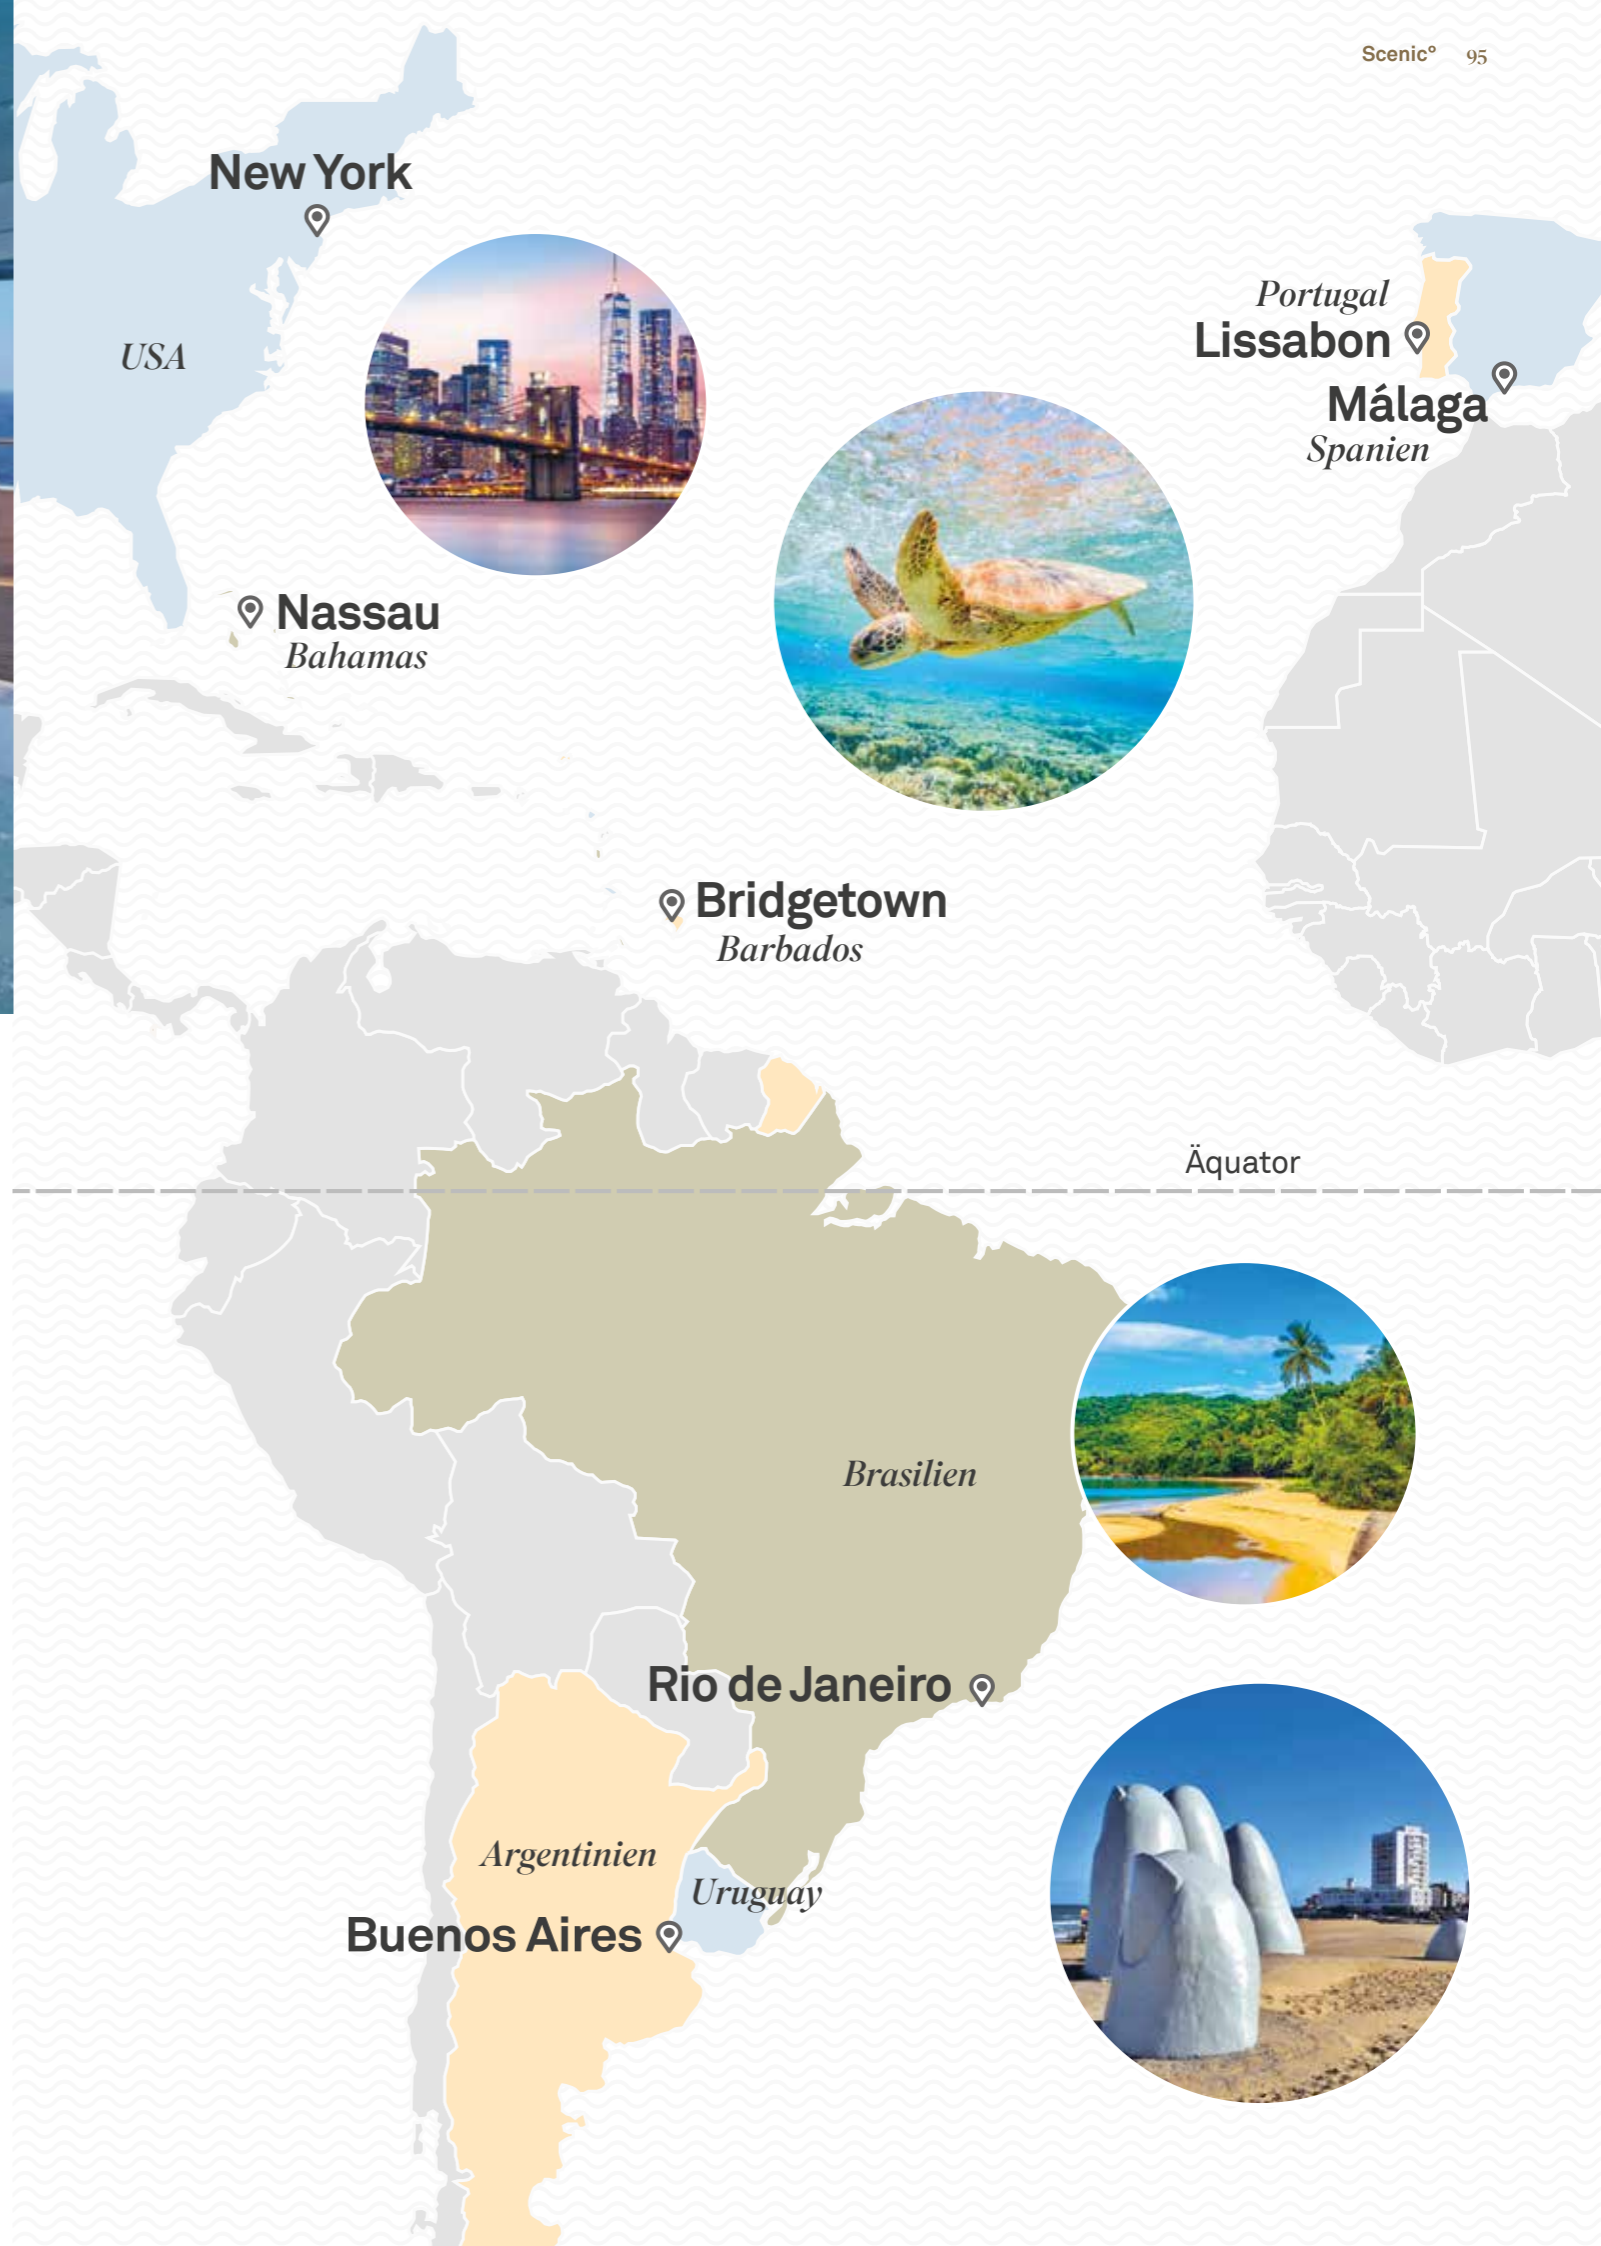 Scenic° 95
New York
USA
Portugal
Lissabon
Málaga
Spanien
Nassau
Bahamas
Bridgetown
Barbados
Äquator
Brasilien
Rio de Janeiro
Argentinien
Uruguay
Buenos Aires